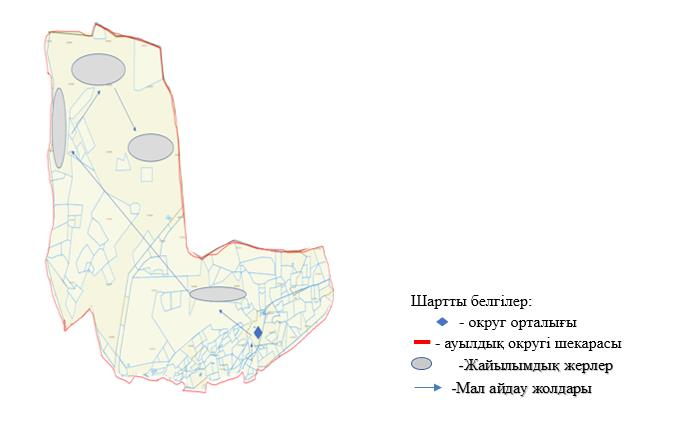 Шартты белгілер:
- округ орталығы
- ауылдық округі шекарасы
-Жайылымдық жерлер
-Мал айдау жолдары